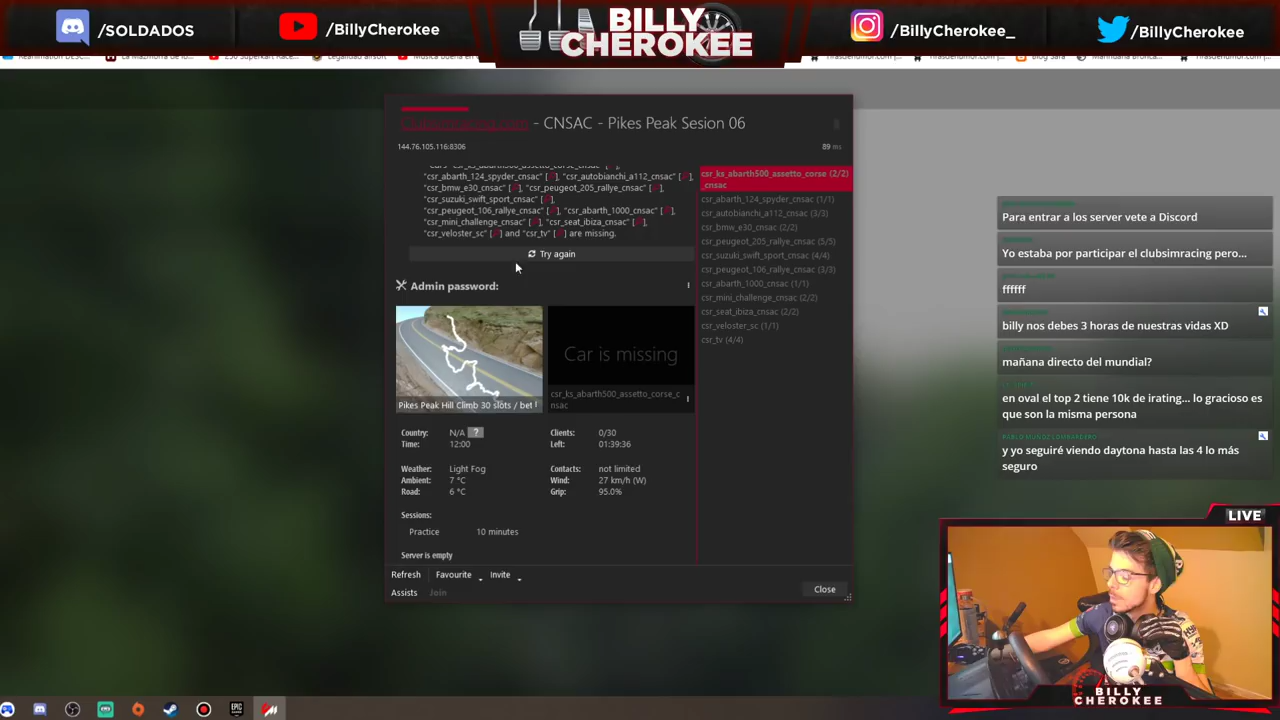 /SOLDADOS
/BillyCherokee
BILLY
CHEROKEE
/BillyCherokee_
/BillyCherokee
- CNSAC - Pikes Peak Sesion 06
144.76.105.116:8306
89 ms
"csr_abarth_124_spyder_cnsac" [ ], "csr_autobianchi_a112_cnsac" [ ],
"csr_bmw_e30_cnsac" [ ], "csr_peugeot_205_rallye_cnsac" [ ],
"csr_suzuki_swift_sport_cnsac" [ ],
"csr_peugeot_106_rallye_cnsac" [ ], "csr_abarth_1000_cnsac" [ ],
"csr_mini_challenge_cnsac" [ ], "csr_seat_ibiza_cnsac" [ ],
"csr_veloster_sc" [ ] and "csr_tv" [ ] are missing.
Try again
Admin password:
Pikes Peak Hill Climb 30 slots / bet
Car is missing
csr_ks_abarth500_assetto_corse_c
nsac
Country: N/A ?
Time: 12:00
Clients: 0/30
Left: 01:39:36
Weather: Light Fog
Ambient: 7 °C
Road: 6 °C
Contacts: not limited
Wind: 27 km/h (W)
Grip: 95.0%
Sessions:
Practice 10 minutes
Server is empty
Refresh Favourite Invite
Assists Join
Close
csr_ks_abarth500_assetto_corse (2/2)
_cnsac
csr_abarth_124_spyder_cnsac (1/1)
csr_autobianchi_a112_cnsac (3/3)
csr_bmw_e30_cnsac (2/2)
csr_peugeot_205_rallye_cnsac (5/5)
csr_suzuki_swift_sport_cnsac (4/4)
csr_peugeot_106_rallye_cnsac (3/3)
csr_abarth_1000_cnsac (1/1)
csr_mini_challenge_cnsac (2/2)
csr_seat_ibiza_cnsac (2/2)
csr_veloster_sc (1/1)
csr_tv (4/4)
Para entrar a los server vete a Discord
Yo estaba por participar el clubsimracing pero...
ffffff
billy nos debes 3 horas de nuestras vidas XD
mañana directo del mundial?
en oval el top 2 tiene 10k de irating... lo gracioso es
que son la misma persona
PABLO MUÑOZ LOMBARDERO
y yo seguiré viendo daytona hasta las 4 lo más
seguro
LIVE
BILLY
CHEROKEE
EPIC